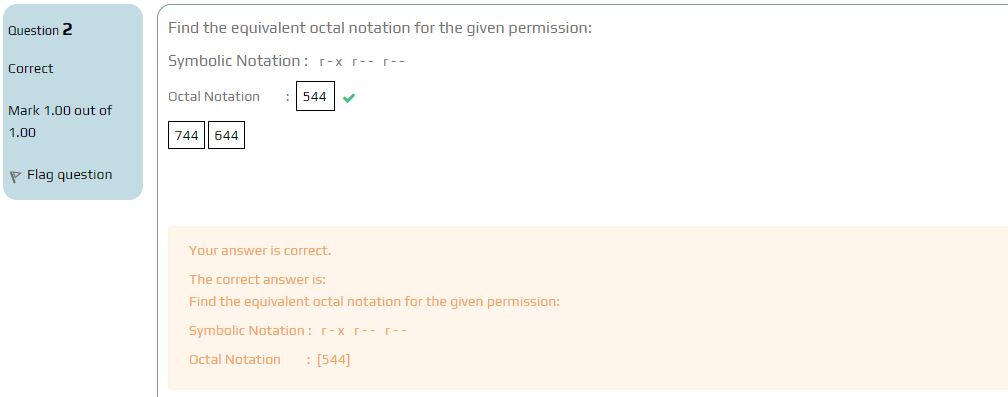 Question 2
Correct
Mark 1.00 out of
1.00
Flag question
Find the equivalent octal notation for the given permission:
Symbolic Notation : r-x r-- r--
Octal Notation : 544
744 644
Your answer is correct.
The correct answer is:
Find the equivalent octal notation for the given permission:
Symbolic Notation : r-x r-- r--
Octal Notation : [544]